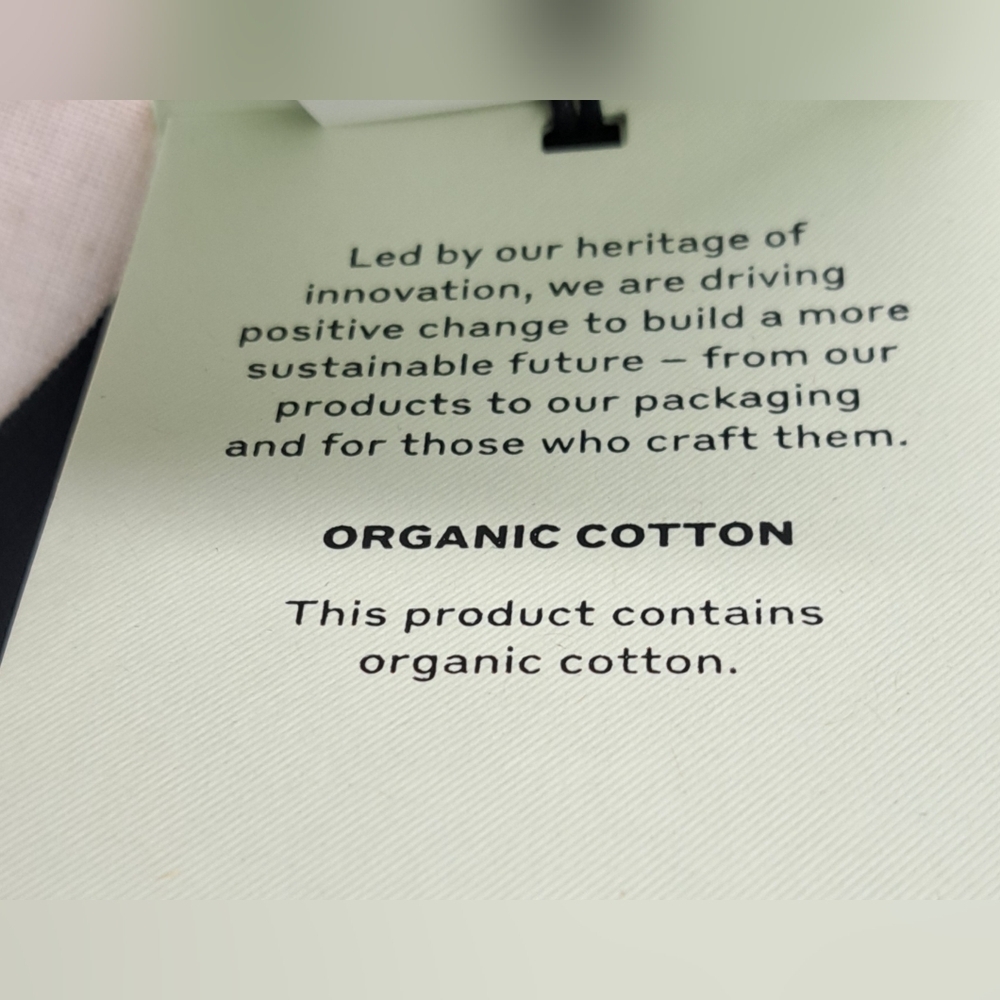 Led by our heritage of
innovation, we are driving
positive change to build a more
sustainable future – from our
products to our packaging
and for those who craft them.
ORGANIC COTTON
This product contains
organic cotton.